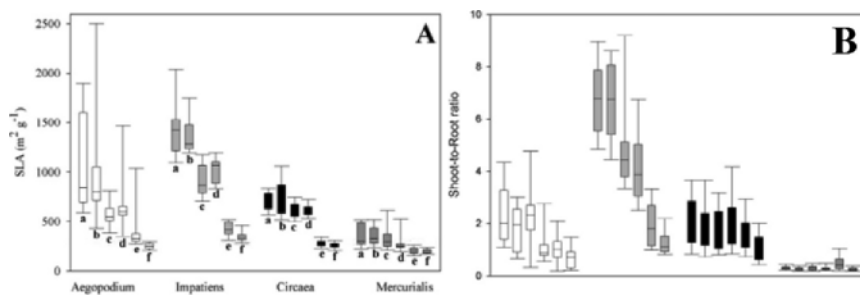 A
2500
2000
1500
1000
500
0
SLA (m² g⁻¹)
a b c d e f
a b c d e f
a b c d e f
a b c d e f
Aegopodium Impatiens Circaea Mercurialis
B
10
8
6
4
2
0
Shoot-to-Root ratio